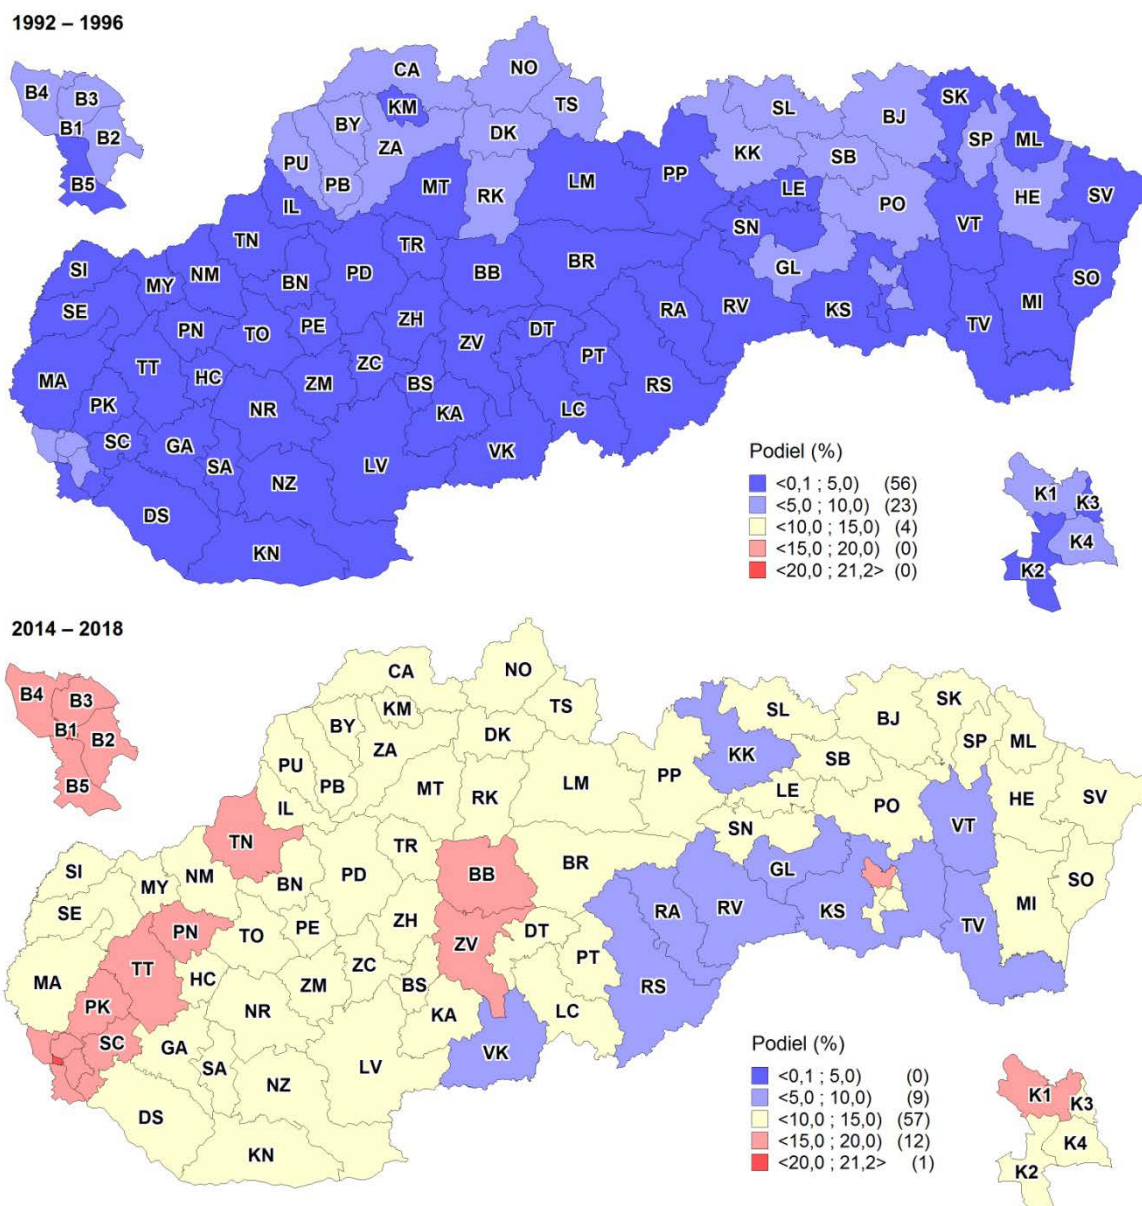 1992 – 1996
B4
B3
B1
B2
B5
CA
NO
KM
TS
BY
DK
ZA
PU
PB
MT
RK
LM
PP
KK
SL
BJ
SK
SP
ML
SB
HE
SV
LE
PO
SN
VT
IL
TN
TR
BR
GL
SO
SI
MY
NM
BN
PD
BB
RA
RV
KS
MI
SE
PN
TO
PE
ZH
ZV
DT
TV
MA
TT
HC
ZM
ZC
BS
PT
RS
PK
NR
KA
LC
SC
GA
SA
LV
VK
NZ
DS
KN
Podiel (%)
<0,1 ; 5,0) (56)
<5,0 ; 10,0) (23)
<10,0 ; 15,0) (4)
<15,0 ; 20,0) (0)
<20,0 ; 21,2> (0)
K1
K3
K4
K2
2014 – 2018
B4
B3
B1
B2
B5
CA
NO
KM
TS
BY
DK
ZA
PU
PB
MT
RK
LM
PP
KK
SL
BJ
SK
SP
ML
SB
HE
SV
LE
PO
SN
VT
IL
TN
TR
BR
GL
SO
SI
MY
NM
BN
PD
BB
RA
RV
KS
MI
SE
PN
TO
PE
ZH
ZV
DT
TV
MA
TT
HC
ZM
ZC
BS
PT
RS
PK
NR
KA
LC
SC
GA
SA
LV
VK
NZ
DS
KN
Podiel (%)
<0,1 ; 5,0) (0)
<5,0 ; 10,0) (9)
<10,0 ; 15,0) (57)
<15,0 ; 20,0) (12)
<20,0 ; 21,2> (1)
K1
K3
K4
K2